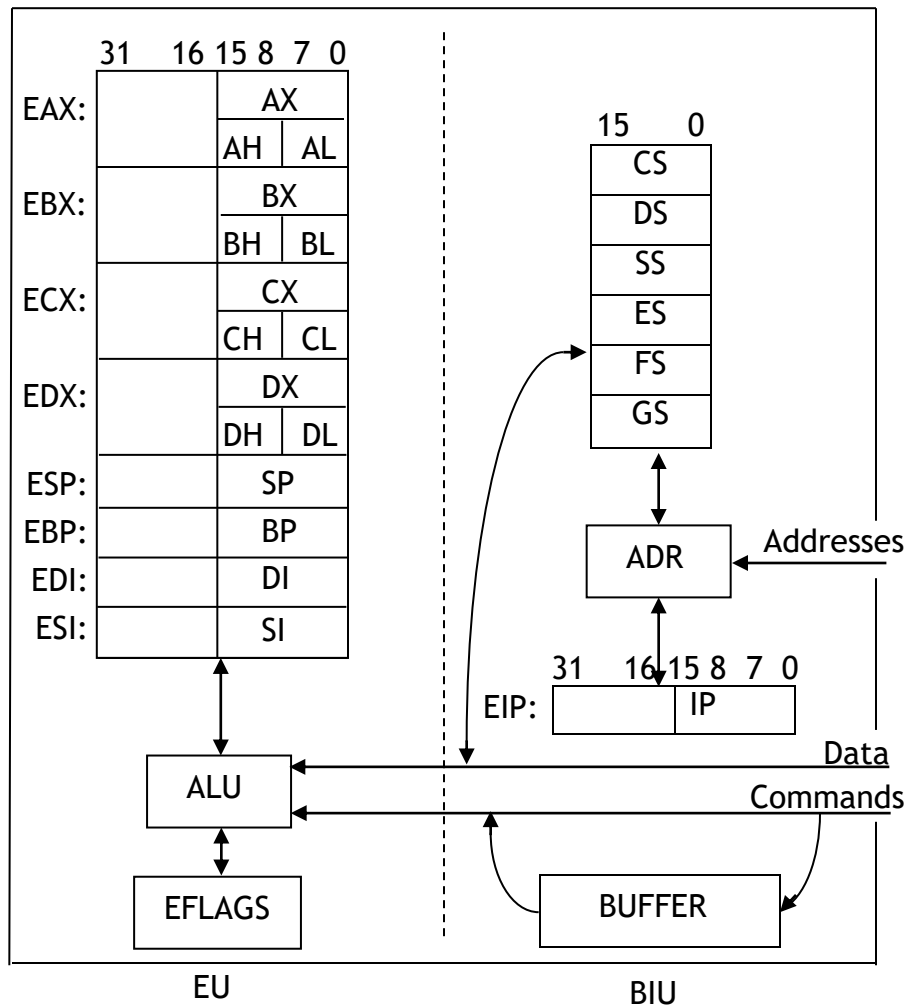 31 16 15 8 7 0
EAX: AX
AH AL
EBX: BX
BH BL
ECX: CX
CH CL
EDX: DX
DH DL
ESP: SP
EBP: BP
EDI: DI
ESI: SI
ALU
EFLAGS
EU
15 0
CS
DS
SS
ES
FS
GS
ADR
Addresses
31 16 15 8 7 0
EIP: IP
Data
Commands
BUFFER
BIU